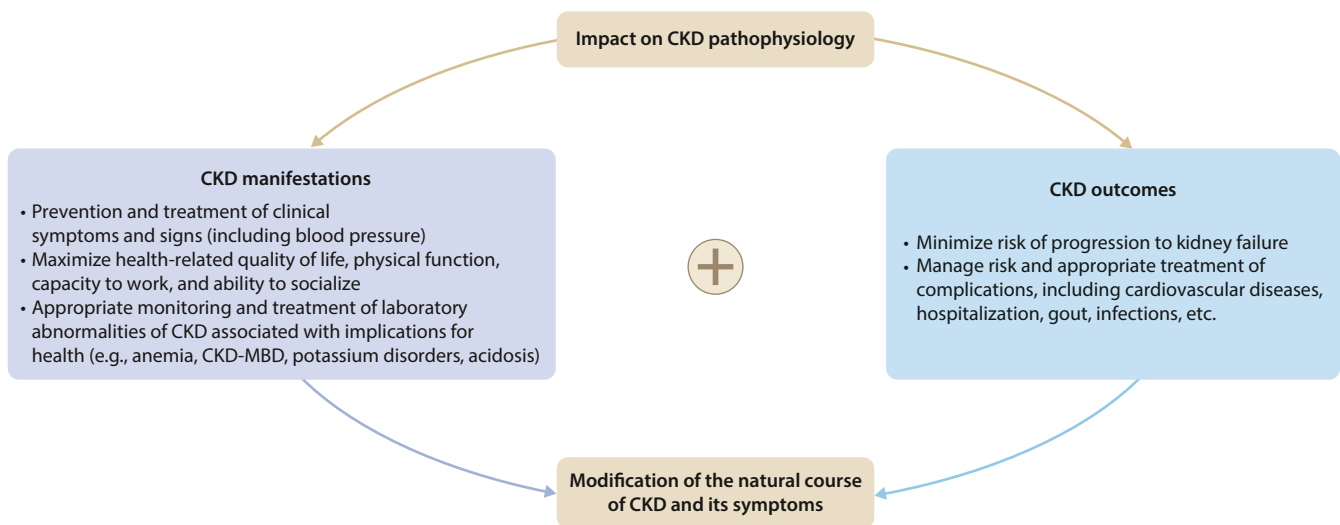 Impact on CKD pathophysiology
CKD manifestations
• Prevention and treatment of clinical
symptoms and signs (including blood pressure)
• Maximize health-related quality of life, physical function,
capacity to work, and ability to socialize
• Appropriate monitoring and treatment of laboratory
abnormalities of CKD associated with implications for
health (e.g., anemia, CKD-MBD, potassium disorders, acidosis)
CKD outcomes
• Minimize risk of progression to kidney failure
• Manage risk and appropriate treatment of
complications, including cardiovascular diseases,
hospitalization, gout, infections, etc.
Modification of the natural course
of CKD and its symptoms